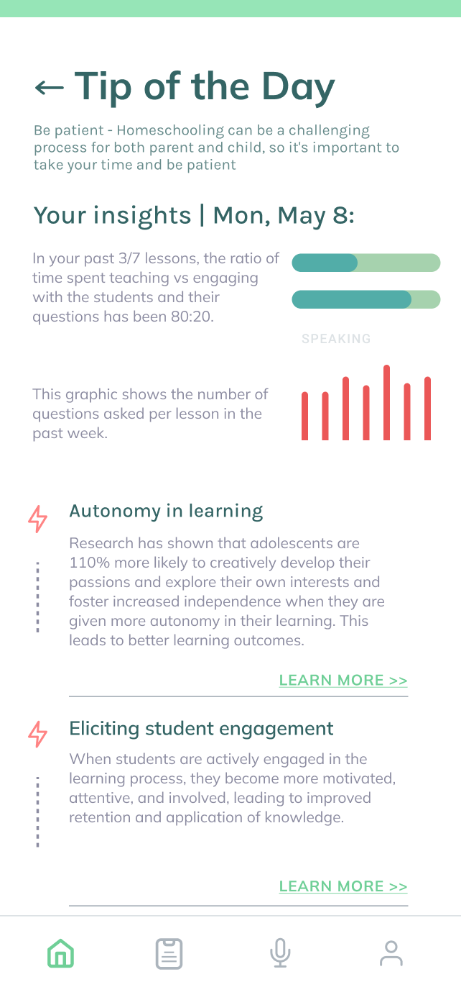 ← Tip of the Day
Be patient - Homeschooling can be a challenging
process for both parent and child, so it's important to
take your time and be patient
Your insights | Mon, May 8:
In your past 3/7 lessons, the ratio of
time spent teaching vs engaging
with the students and their
questions has been 80:20.
SPEAKING
This graphic shows the number of
questions asked per lesson in the
past week.
Autonomy in learning
Research has shown that adolescents are
110% more likely to creatively develop their
passions and explore their own interests and
foster increased independence when they are
given more autonomy in their learning. This
leads to better learning outcomes.
LEARN MORE >>
Eliciting student engagement
When students are actively engaged in the
learning process, they become more motivated,
attentive, and involved, leading to improved
retention and application of knowledge.
LEARN MORE >>